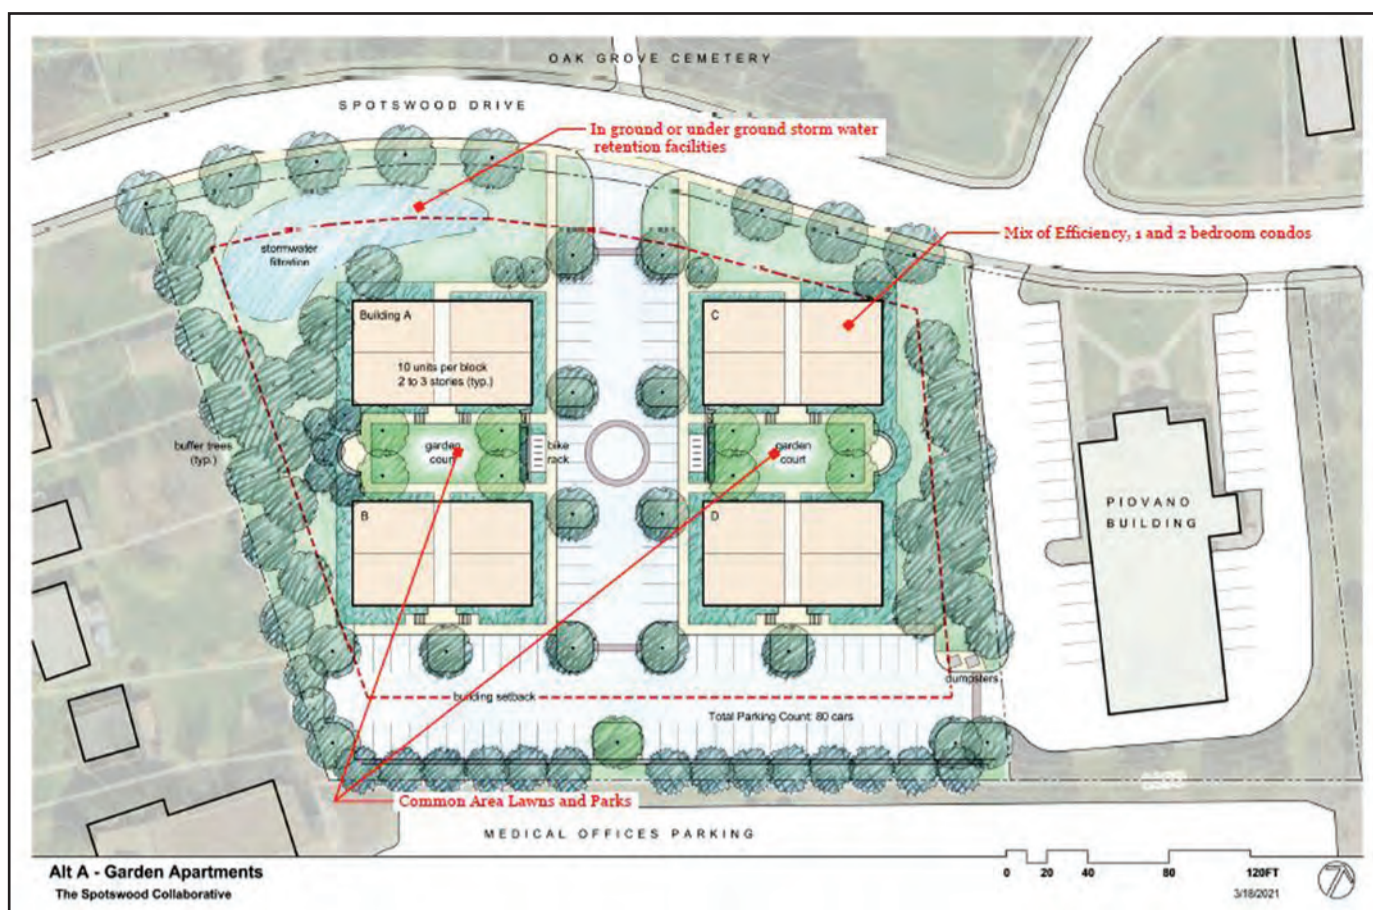 OAK GROVE CEMETERY
SPOTSWOOD DRIVE
In ground or under ground storm water
retention facilities
Mix of Efficiency, 1 and 2 bedroom condos
stormwater
filtration
Building A
C
10 units per block
2 to 3 stories (typ.)
buffer trees
(typ.)
garden
court
bike
rack
garden
court
PIOVANO
BUILDING
B
D
dumpsters
building setback
Total Parking Count: 80 cars
Common Area Lawns and Parks
MEDICAL OFFICES PARKING
Alt A - Garden Apartments
The Spotswood Collaborative
0 20 40 80 120FT
3/18/2021